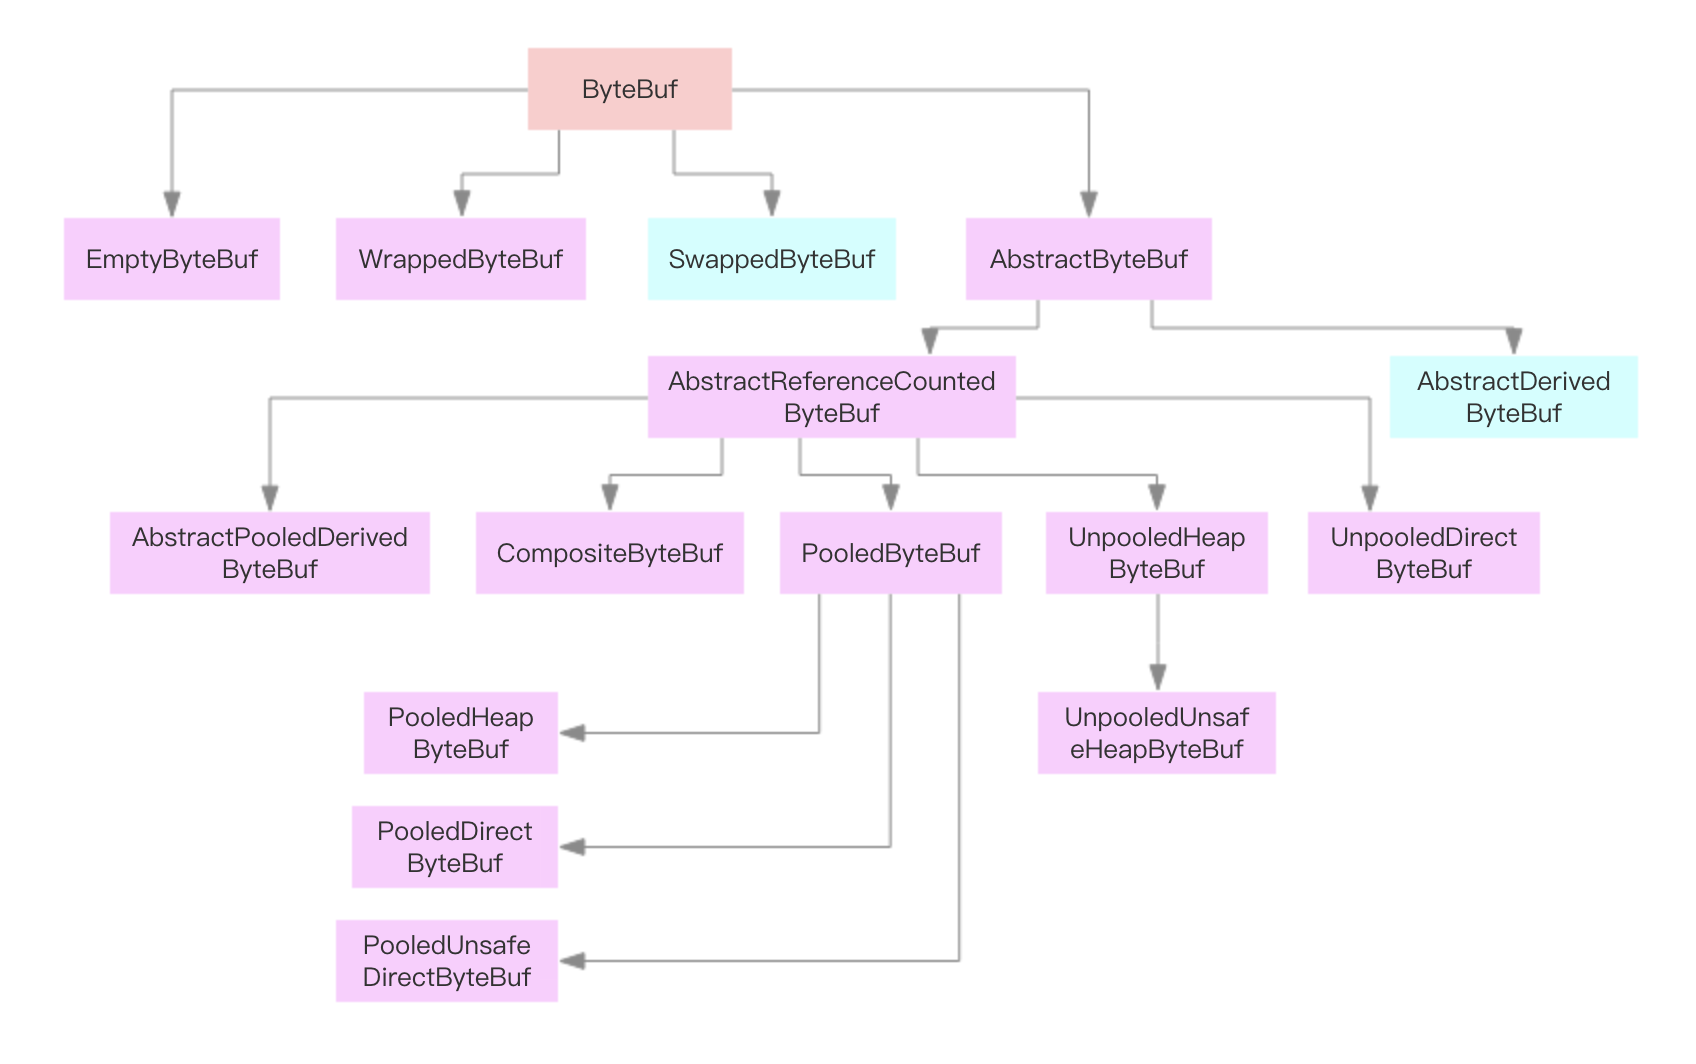 ByteBuf
EmptyByteBuf
WrappedByteBuf
SwappedByteBuf
AbstractByteBuf
AbstractReferenceCounted
ByteBuf
AbstractDerived
ByteBuf
AbstractPooledDerived
ByteBuf
CompositeByteBuf
PooledByteBuf
UnpooledHeap
ByteBuf
UnpooledDirect
ByteBuf
PooledHeap
ByteBuf
UnpooledUnsaf
eHeapByteBuf
PooledDirect
ByteBuf
PooledUnsafe
DirectByteBuf